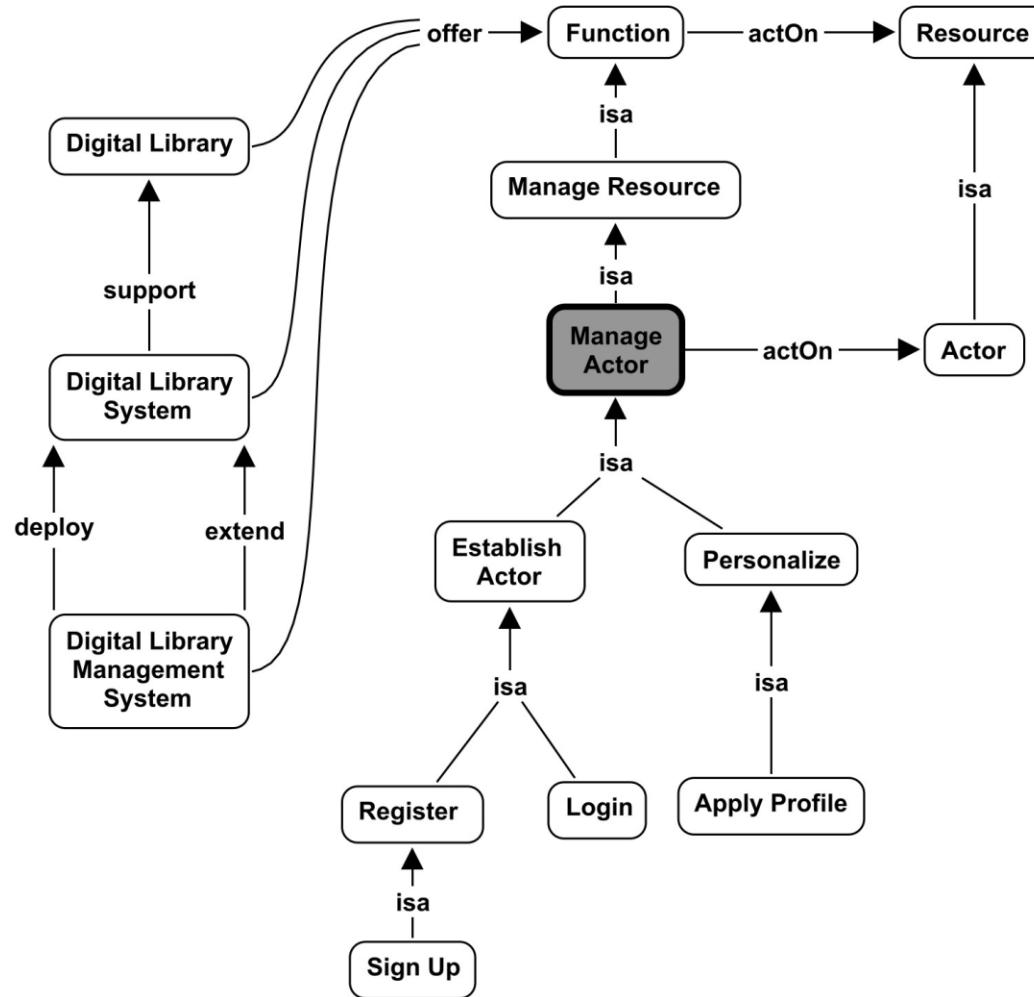 offer
Function
actOn
Resource
Digital Library
isa
Manage Resource
isa
support
isa
Manage
Actor
actOn
Actor
Digital Library
System
isa
deploy
extend
Establish
Actor
Personalize
Digital Library
Management
System
isa
isa
Register
Login
Apply Profile
isa
Sign Up